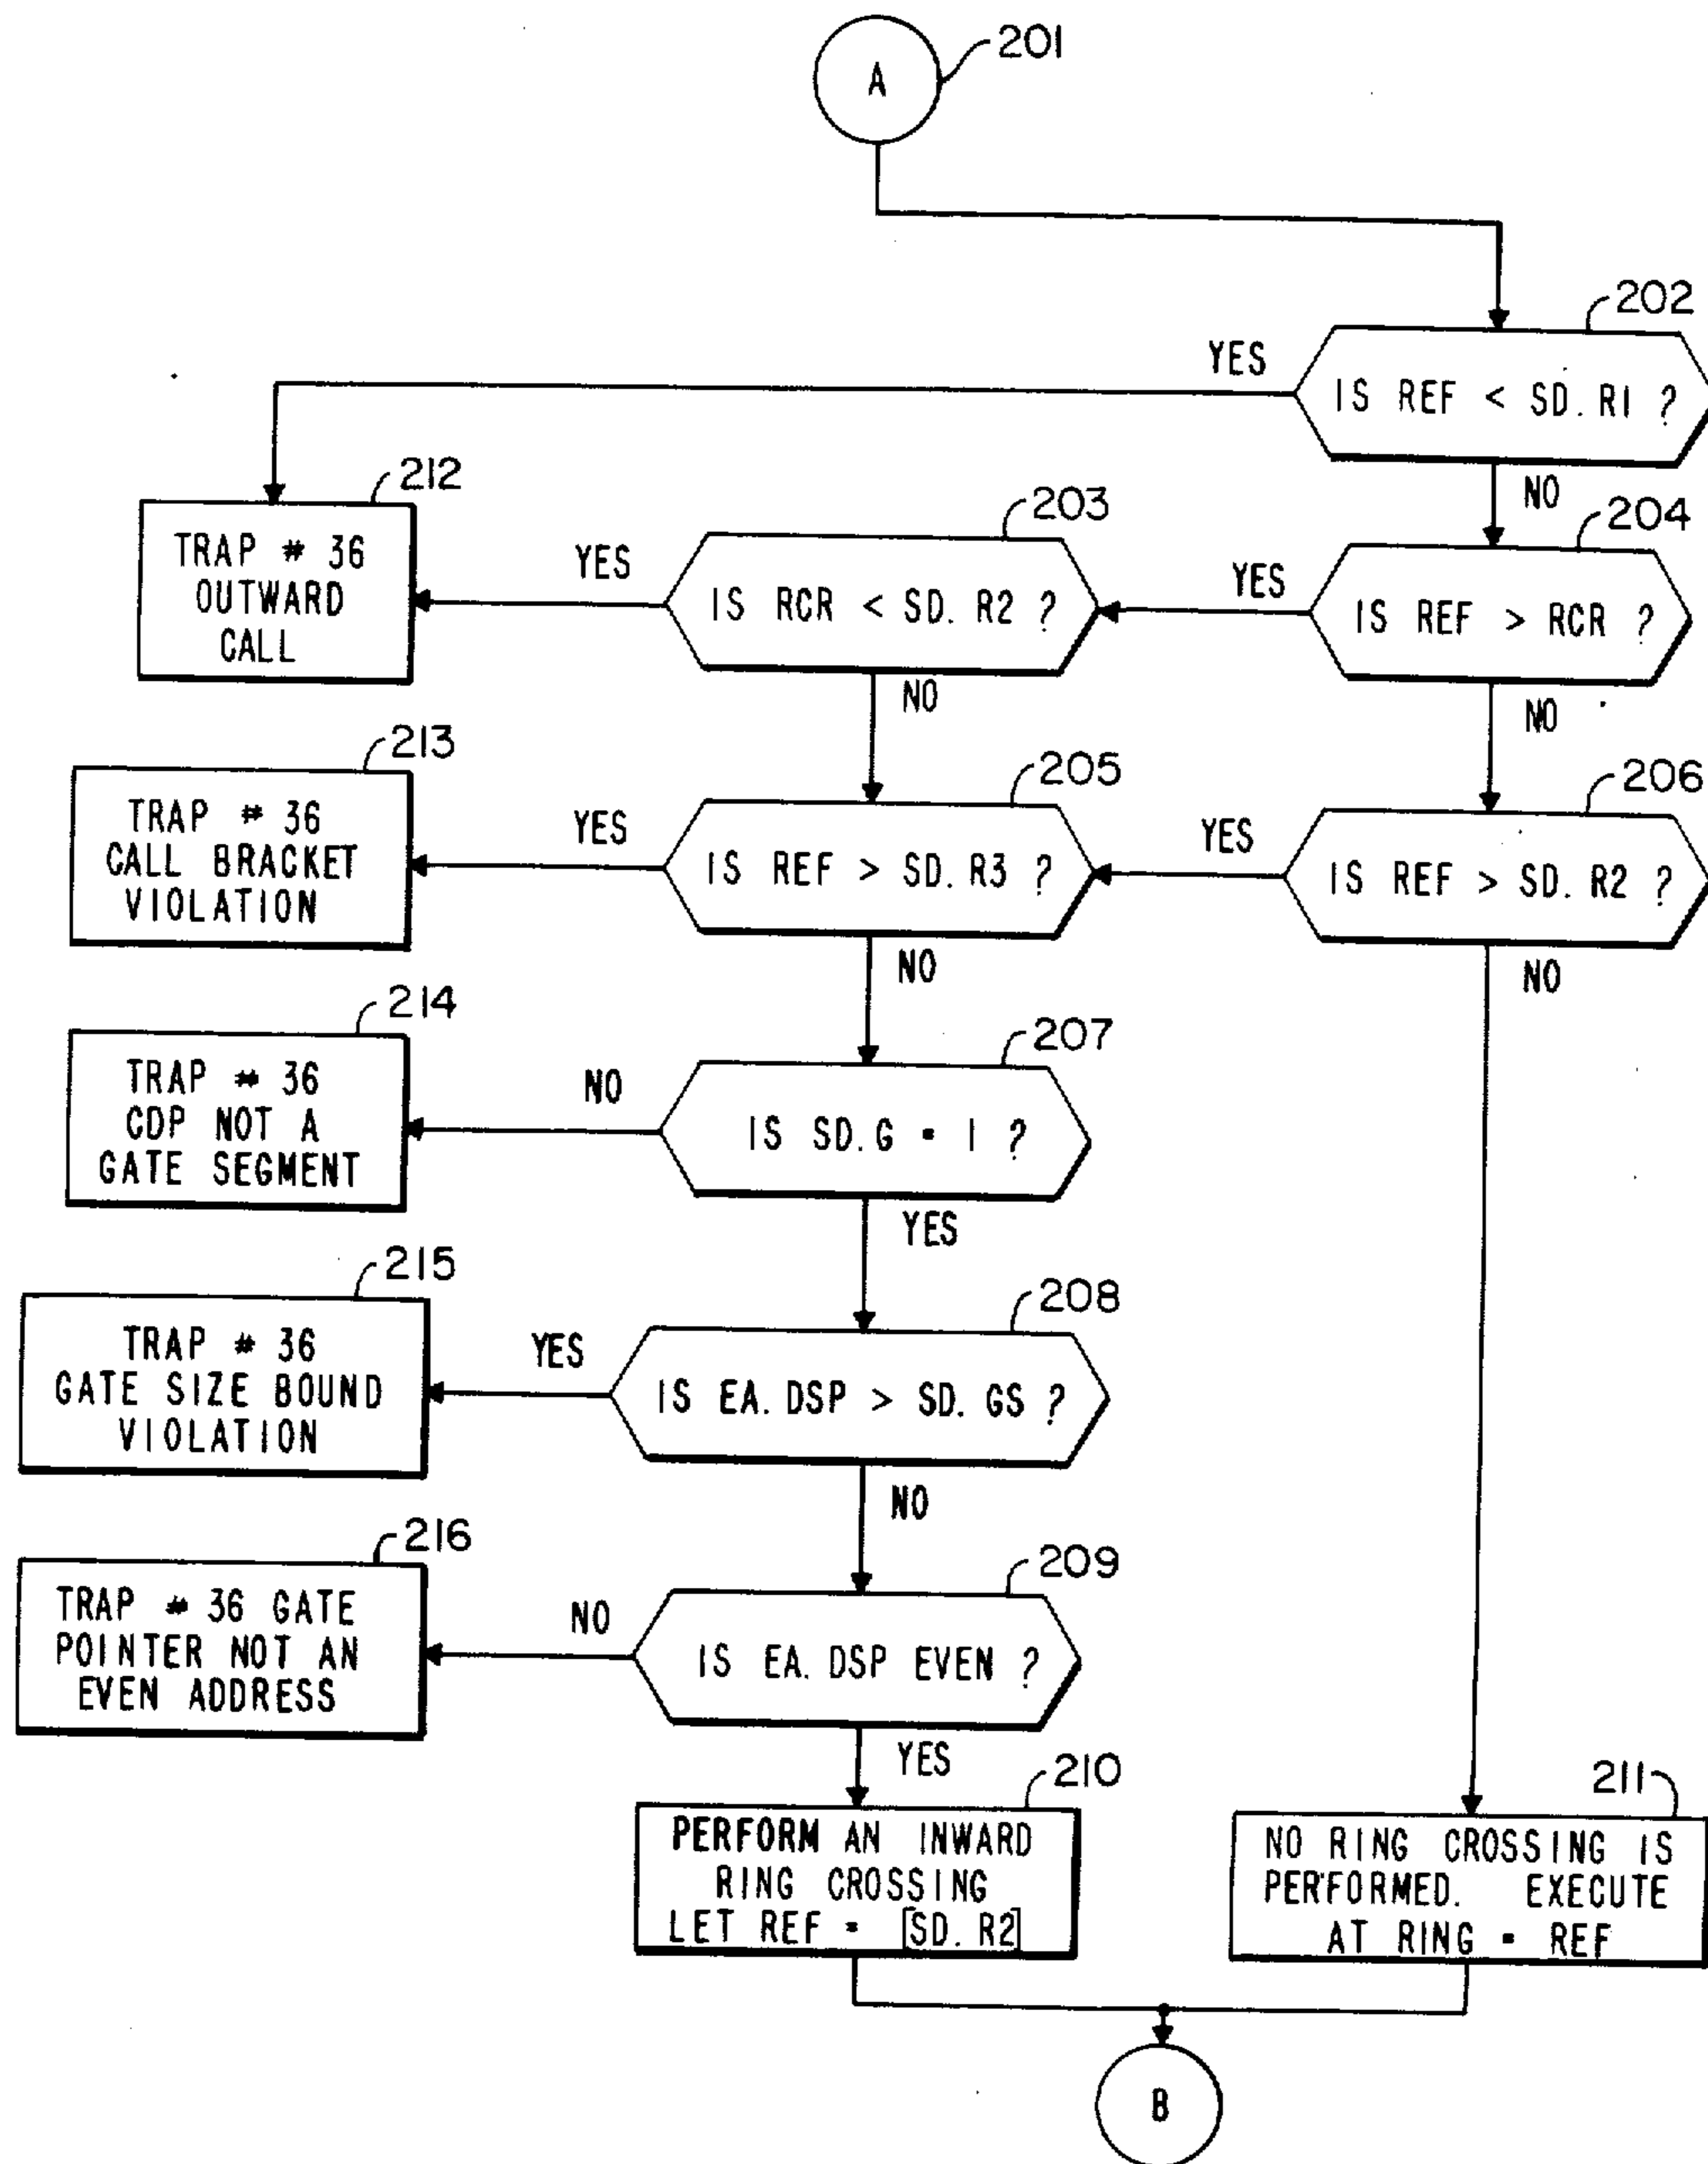 A
201
202
YES
IS REF < SD. R1 ?
NO
212
TRAP # 36
OUTWARD
CALL
203
YES
IS RCR < SD. R2 ?
NO
204
YES
IS REF > RCR ?
NO
213
TRAP # 36
CALL BRACKET
VIOLATION
205
YES
IS REF > SD. R3 ?
NO
206
YES
IS REF > SD. R2 ?
NO
214
TRAP # 36
CDP NOT A
GATE SEGMENT
207
NO
IS SD.G = 1 ?
YES
215
TRAP # 36
GATE SIZE BOUND
VIOLATION
208
YES
IS EA. DSP > SD. GS ?
NO
216
TRAP # 36 GATE
POINTER NOT AN
EVEN ADDRESS
209
NO
IS EA. DSP EVEN ?
YES
210
PERFORM AN INWARD
RING CROSSING
LET REF = [SD. R2]
211
NO RING CROSSING IS
PERFORMED. EXECUTE
AT RING = REF
B